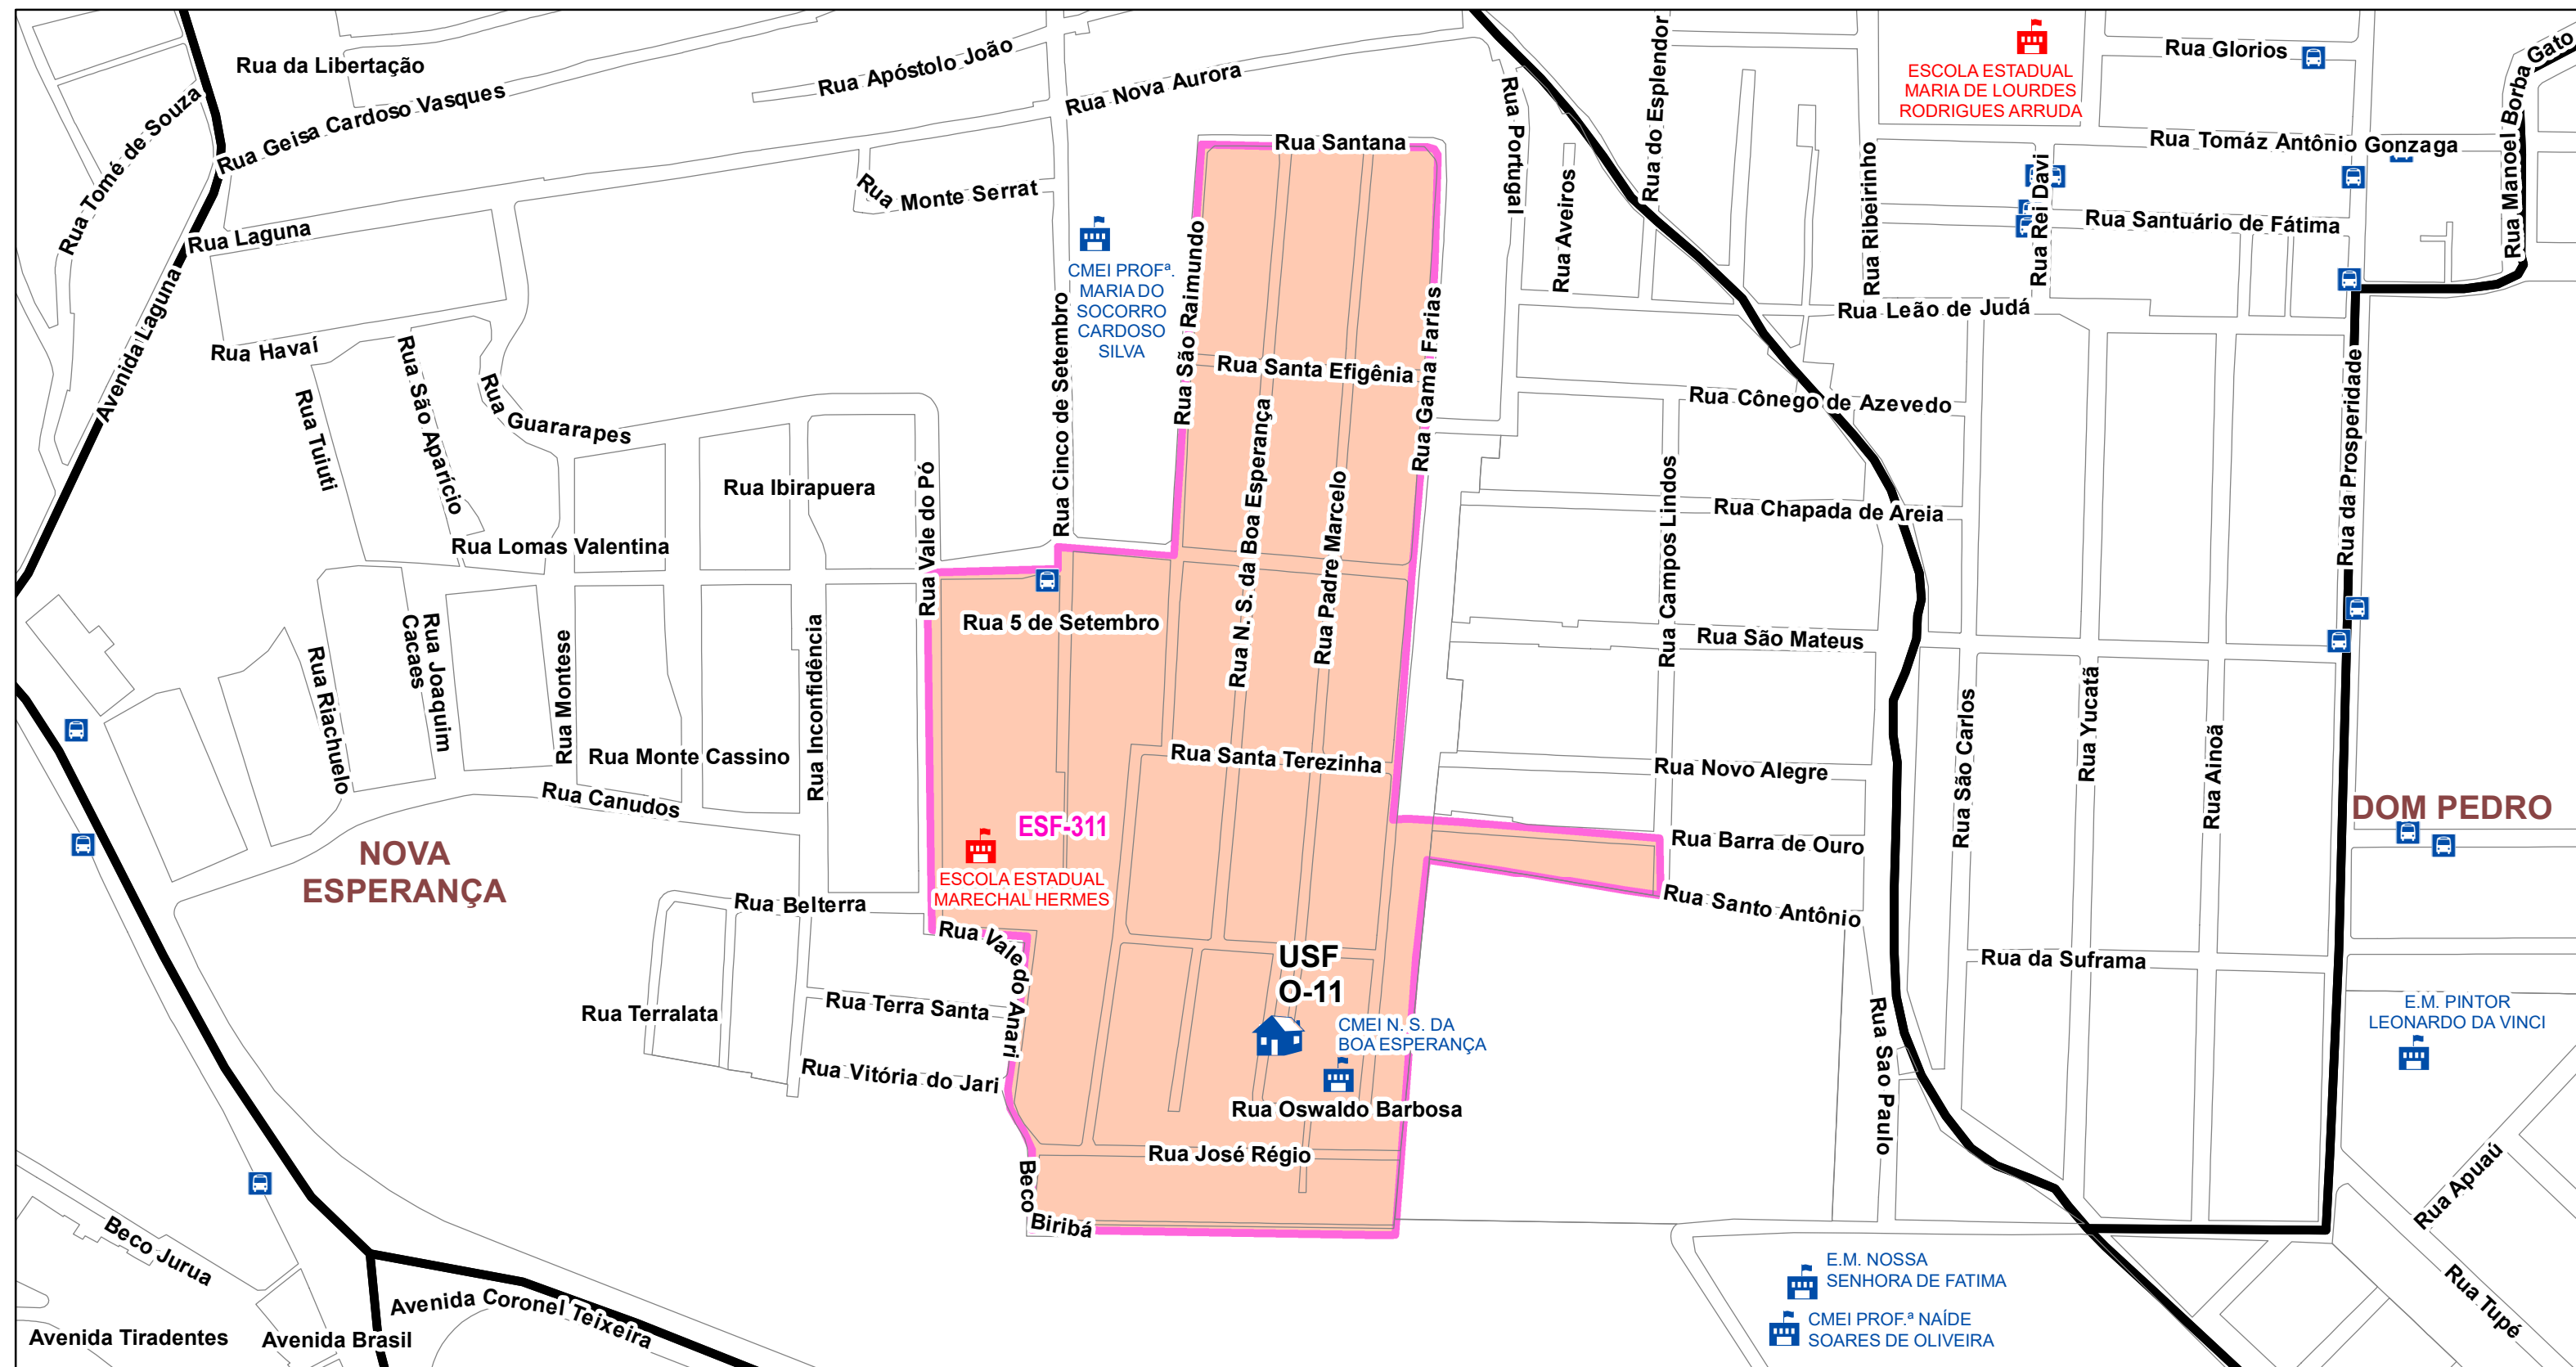 Rua da Libertação
Rua Tomé de Souza
Rua Geisa Cardoso Vasques
Rua Apóstolo João
Rua Nova Aurora
Rua Portugal
Rua do Esplendor
ESCOLA ESTADUAL
MARIA DE LOURDES
RODRIGUES ARRUDA
Rua Glorios
Rua Manoel Borba Gato
Rua Santana
Rua Tomáz Antônio Gonzaga
Rua Monte Serrat
Rua Laguna
Avenida Laguna
CMEI PROFª.
MARIA DO
SOCORRO
CARDOSO
SILVA
Rua São Raimundo
Rua Aveiros
Rua Ribeirinho
Rua Rei Davi
Rua Santuário de Fátima
Rua Leão de Judá
Rua Havaí
Rua Tuiuti
Rua São Aparício
Rua Guararapes
Rua Cinco de Setembro
Rua Santa Efigênia
Rua Gama Farias
Rua Cônego de Azevedo
Rua da Prosperidade
Rua Ibirapuera
Rua Vale do Pó
Rua N. S. da Boa Esperança
Rua Padre Marcelo
Rua Campos Lindos
Rua Chapada de Areia
Rua Lomas Valentina
Rua 5 de Setembro
Rua São Mateus
Rua Riachuelo
Rua Joaquim
Cacaes
Rua Montese
Rua Inconfidência
Rua Monte Cassino
Rua Santa Terezinha
Rua Novo Alegre
Rua São Carlos
Rua Yucatã
Rua Ainoã
Rua Canudos
DOM PEDRO
ESF-311
NOVA
ESPERANÇA
ESCOLA ESTADUAL
MARECHAL HERMES
Rua Barra de Ouro
Rua Santo Antônio
Rua Belterra
Rua Vale do Anari
USF
O-11
Rua da Suframa
Rua Terralata
Rua Terra Santa
CMEI N. S. DA
BOA ESPERANÇA
E.M. PINTOR
LEONARDO DA VINCI
Rua Vitória do Jari
Rua Sao Paulo
Rua Oswaldo Barbosa
Rua José Régio
Beco Biribá
Rua Apuaú
Beco Jurua
E.M. NOSSA
SENHORA DE FATIMA
Rua Tupé
Avenida Coronel Teixeira
CMEI PROF.ª NAÍDE
SOARES DE OLIVEIRA
Avenida Tiradentes
Avenida Brasil